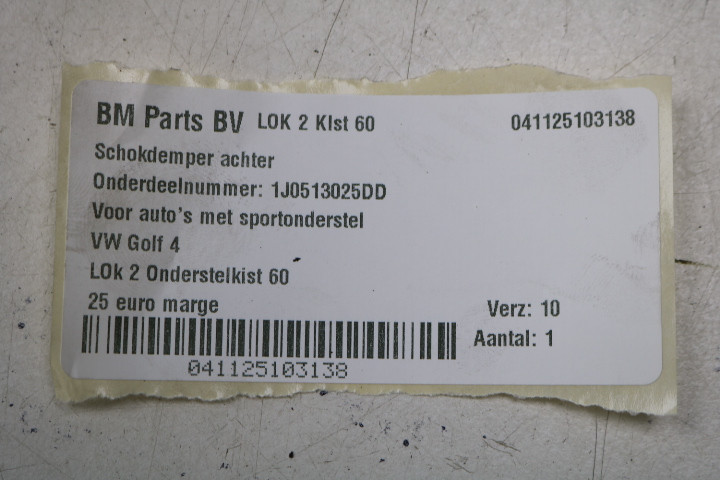 BM Parts BV LOK 2 KIst 60 041125103138
Schokdemper achter
Onderdeelnummer: 1J0513025DD
Voor auto's met sportonderstel
VW Golf 4
LOk 2 Onderstelkist 60
25 euro marge Verz: 10
Aantal: 1
041125103138